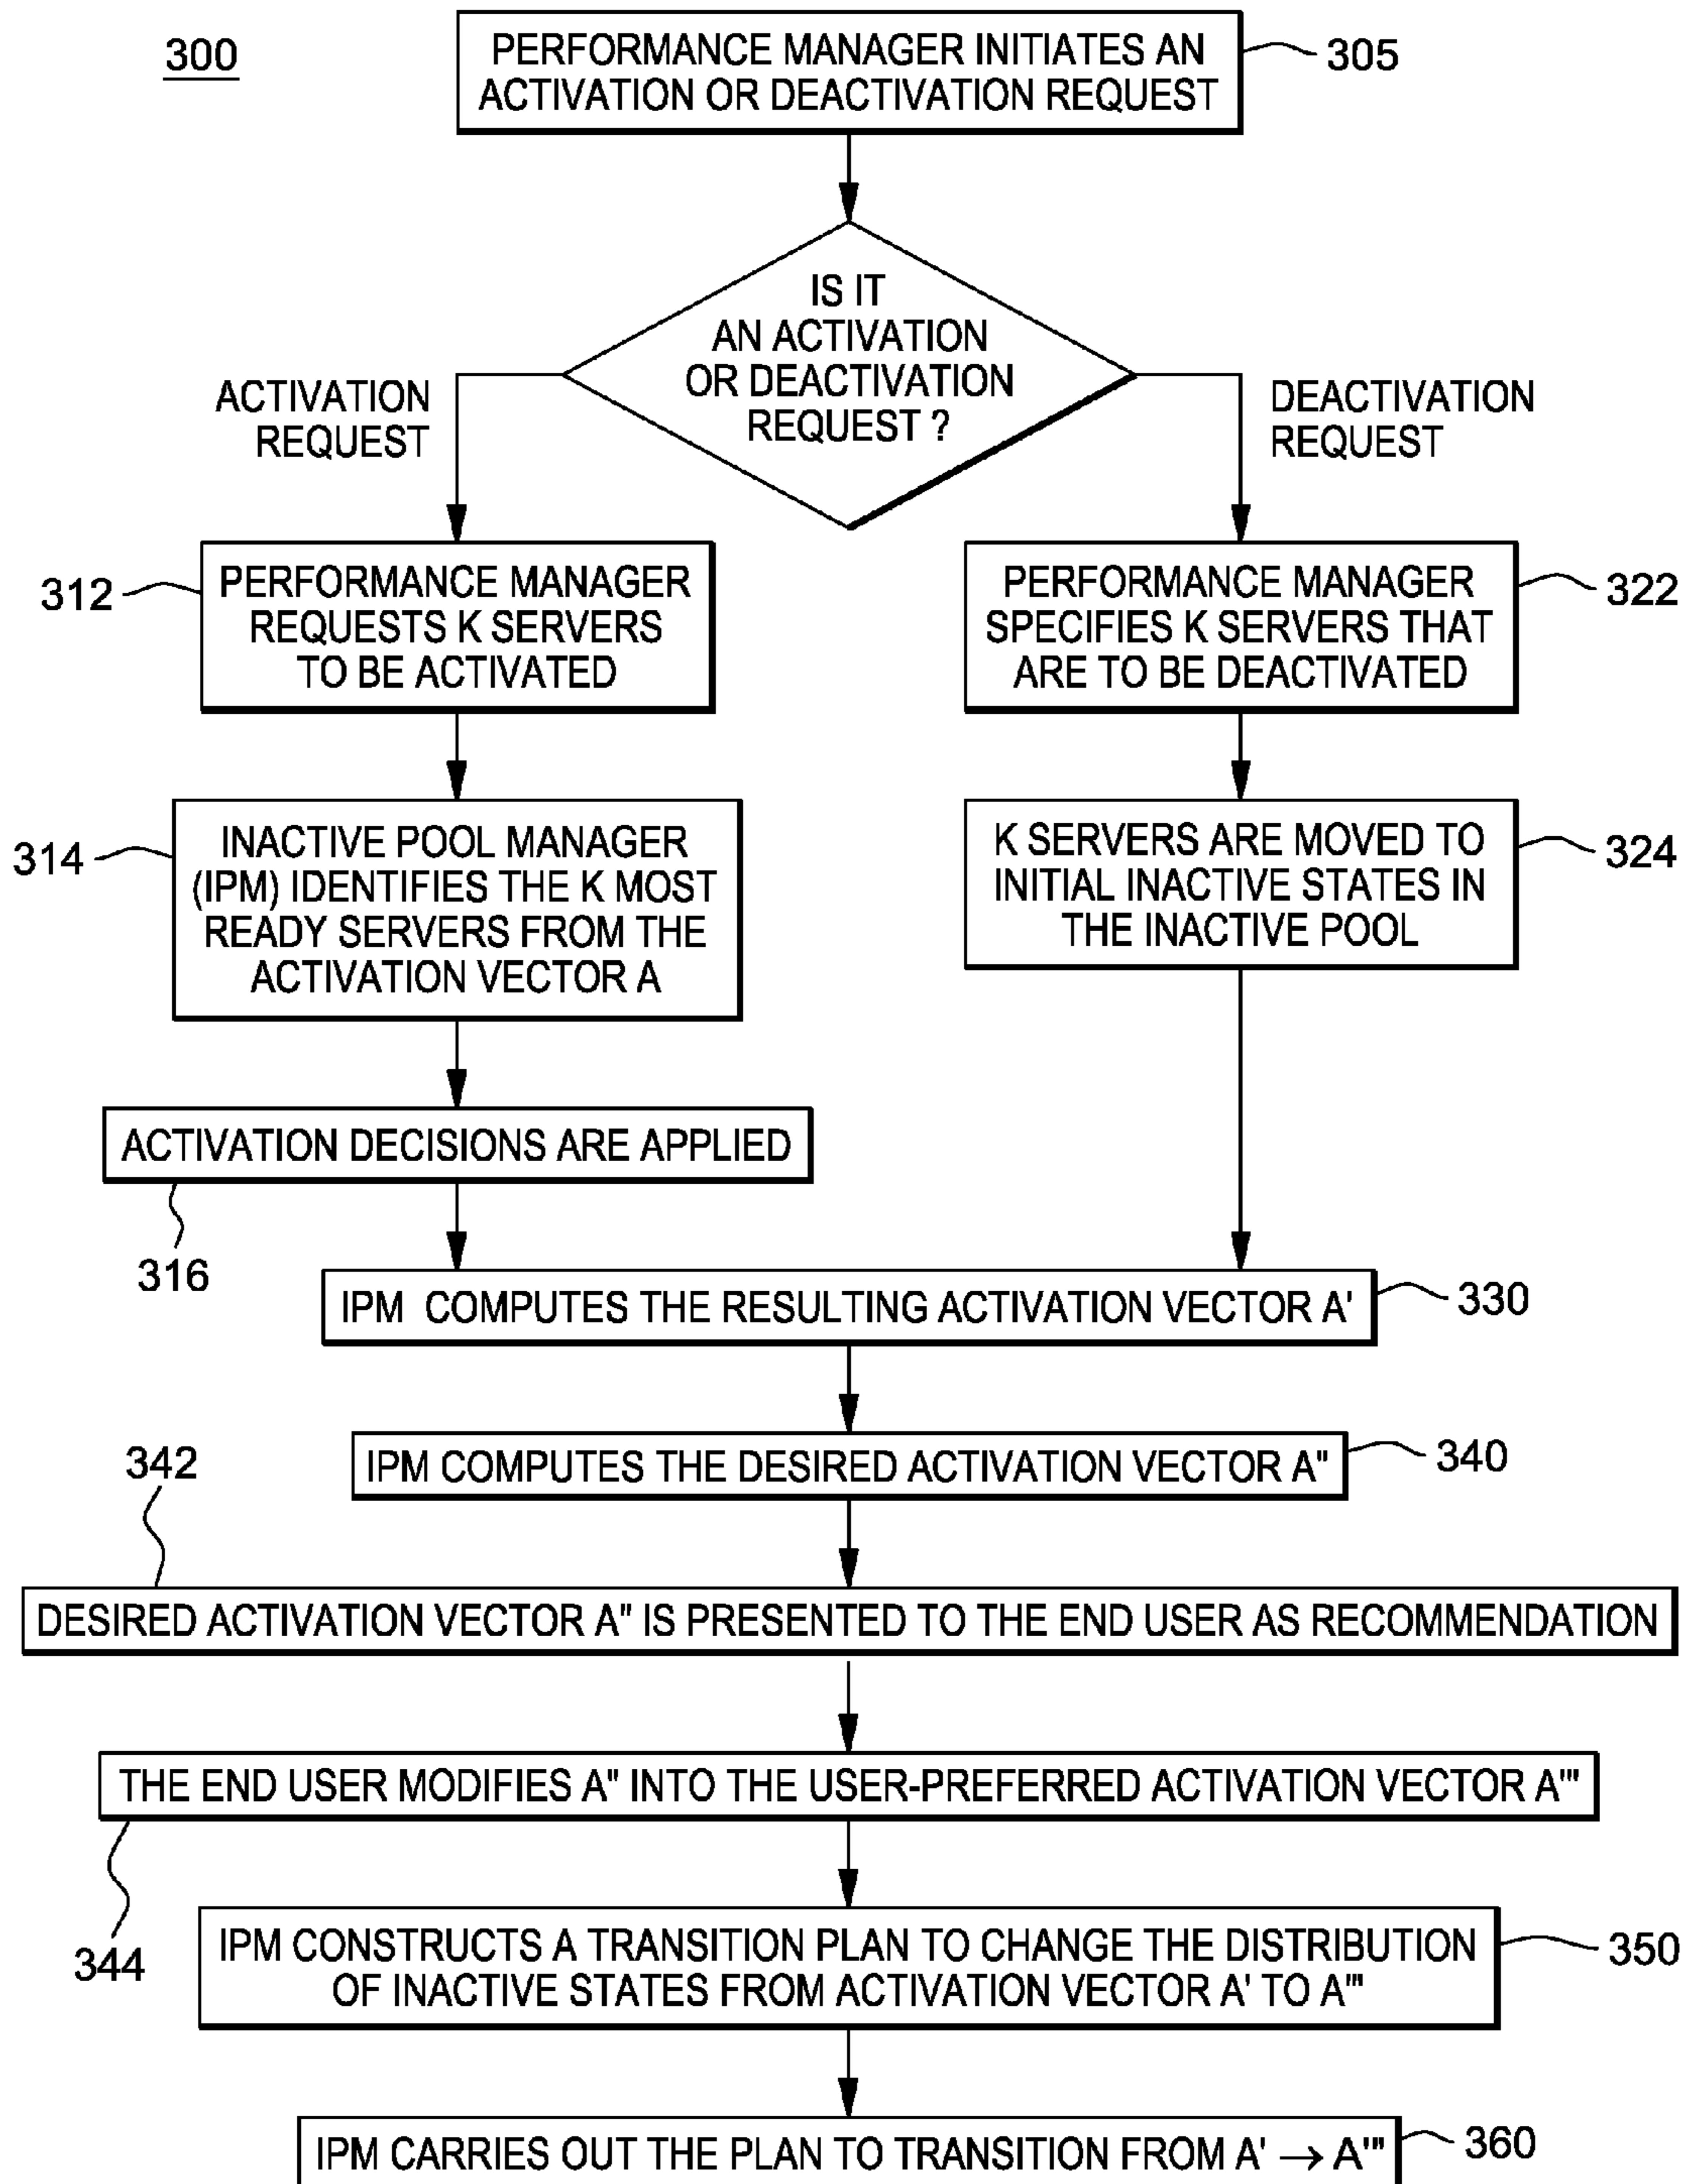 300
PERFORMANCE MANAGER INITIATES AN
ACTIVATION OR DEACTIVATION REQUEST
305
IS IT
AN ACTIVATION
OR DEACTIVATION
REQUEST ?
ACTIVATION
REQUEST
DEACTIVATION
REQUEST
312
PERFORMANCE MANAGER
REQUESTS K SERVERS
TO BE ACTIVATED
PERFORMANCE MANAGER
SPECIFIES K SERVERS THAT
ARE TO BE DEACTIVATED
322
314
INACTIVE POOL MANAGER
(IPM) IDENTIFIES THE K MOST
READY SERVERS FROM THE
ACTIVATION VECTOR A
K SERVERS ARE MOVED TO
INITIAL INACTIVE STATES IN
THE INACTIVE POOL
324
ACTIVATION DECISIONS ARE APPLIED
316
IPM COMPUTES THE RESULTING ACTIVATION VECTOR A'
330
IPM COMPUTES THE DESIRED ACTIVATION VECTOR A"
340
342
DESIRED ACTIVATION VECTOR A" IS PRESENTED TO THE END USER AS RECOMMENDATION
THE END USER MODIFIES A" INTO THE USER-PREFERRED ACTIVATION VECTOR A'"
344
IPM CONSTRUCTS A TRANSITION PLAN TO CHANGE THE DISTRIBUTION
OF INACTIVE STATES FROM ACTIVATION VECTOR A' TO A'"
350
IPM CARRIES OUT THE PLAN TO TRANSITION FROM A' → A'"
360